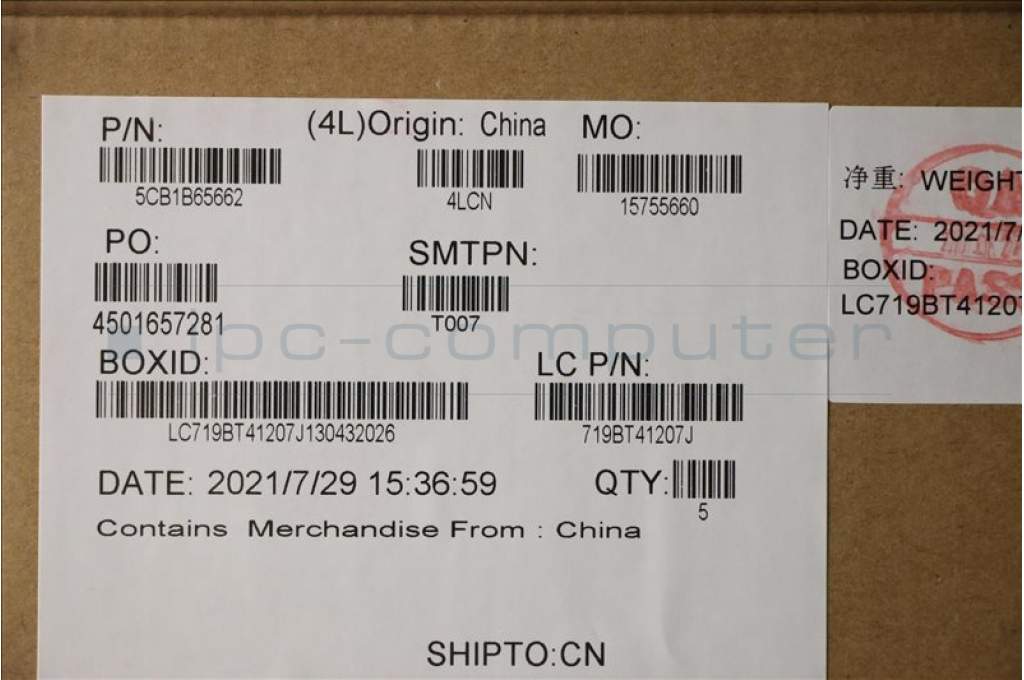 P/N:
5CB1B65662
(4L)Origin: China
4LCN
MO:
15755660
PO:
4501657281
SMTPN:
T007
BOXID:
LC719BT41207J130432026
LC P/N:
719BT41207J
DATE: 2021/7/29 15:36:59
QTY:
5
Contains Merchandise From : China
SHIPTO:CN
净重: WEIGHT
DATE: 2021/7/
BOXID:
LC719BT41207
PASS
ipc-computer